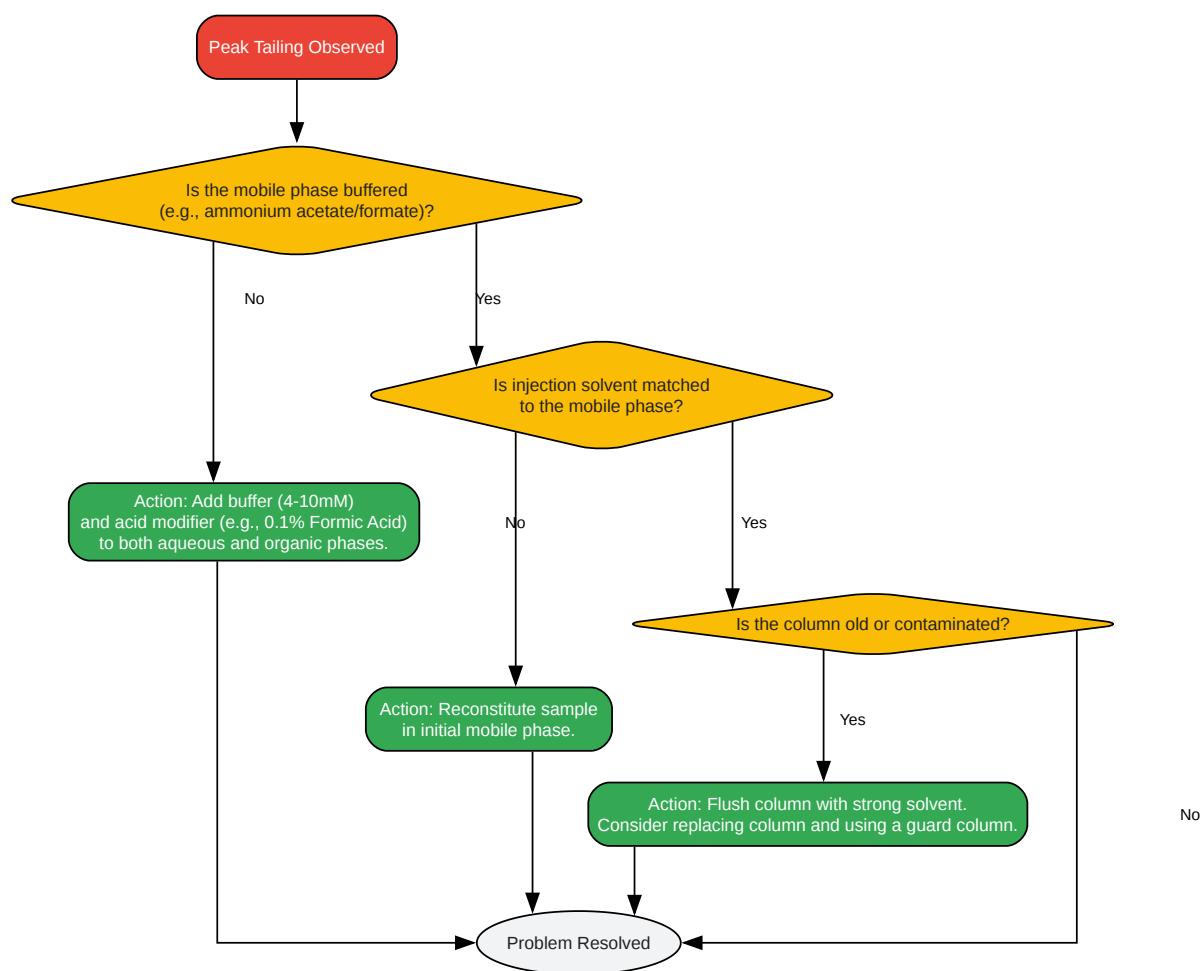 Peak Tailing Observed
Is the mobile phase buffered
(e.g., ammonium acetate/formate)?
No
Yes
Is injection solvent matched
to the mobile phase?
Action: Add buffer (4-10mM)
and acid modifier (e.g., 0.1% Formic Acid)
to both aqueous and organic phases.
No
Yes
Is the column old or contaminated?
Action: Reconstitute sample
in initial mobile phase.
Yes
Action: Flush column with strong solvent.
Consider replacing column and using a guard column.
No
Problem Resolved